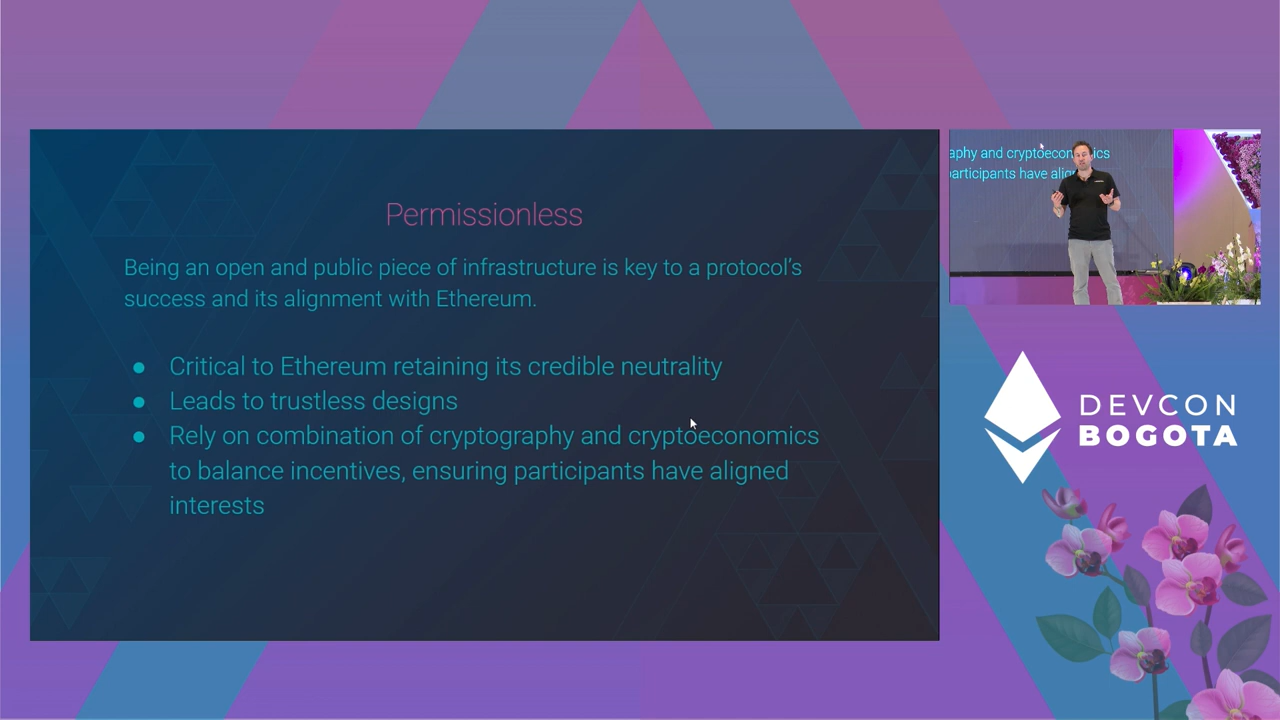 Permissionless
Being an open and public piece of infrastructure is key to a protocol's
success and its alignment with Ethereum.
● Critical to Ethereum retaining its credible neutrality
● Leads to trustless designs
● Rely on combination of cryptography and cryptoeconomics
to balance incentives, ensuring participants have aligned
interests
aphy and cryptoecon ics
articipants have alig
DEVCON
BOGOTA